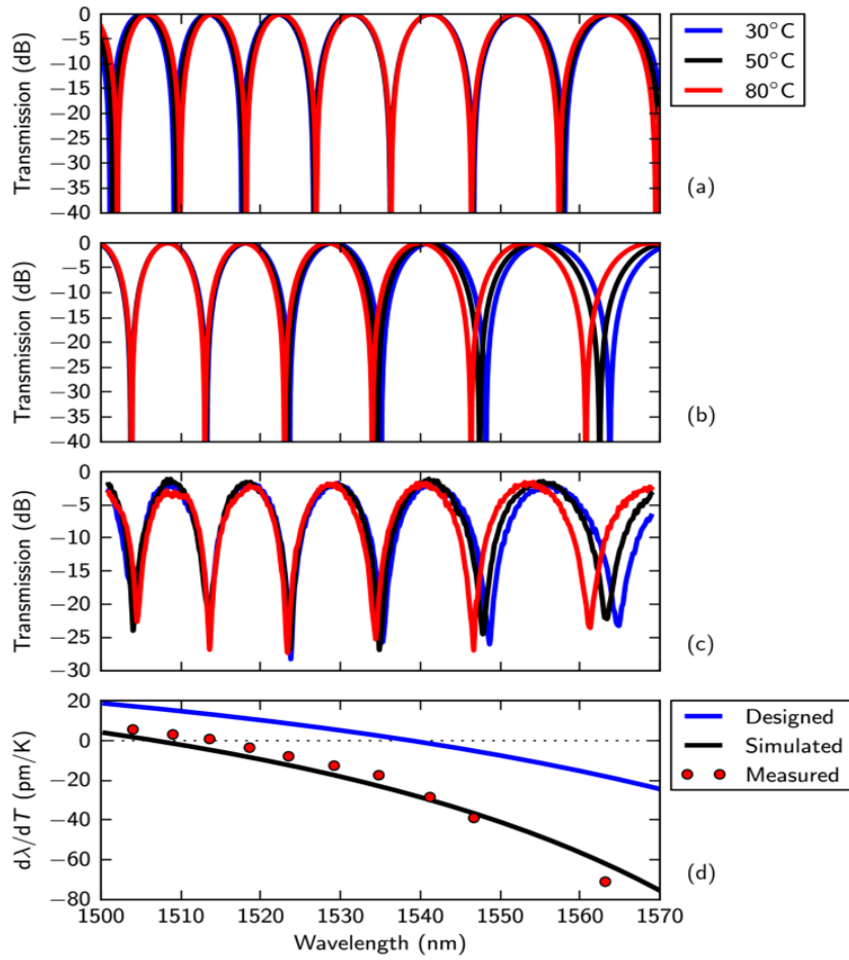 0
−5
−10
−15
−20
−25
−30
−35
−40
Transmission (dB)
(a)
30°C
50°C
80°C
0
−5
−10
−15
−20
−25
−30
−35
−40
Transmission (dB)
(b)
0
−5
−10
−15
−20
−25
−30
Transmission (dB)
(c)
20
0
−20
−40
−60
−80
dλ/dT (pm/K)
(d)
Designed
Simulated
Measured
1500 1510 1520 1530 1540 1550 1560 1570
Wavelength (nm)